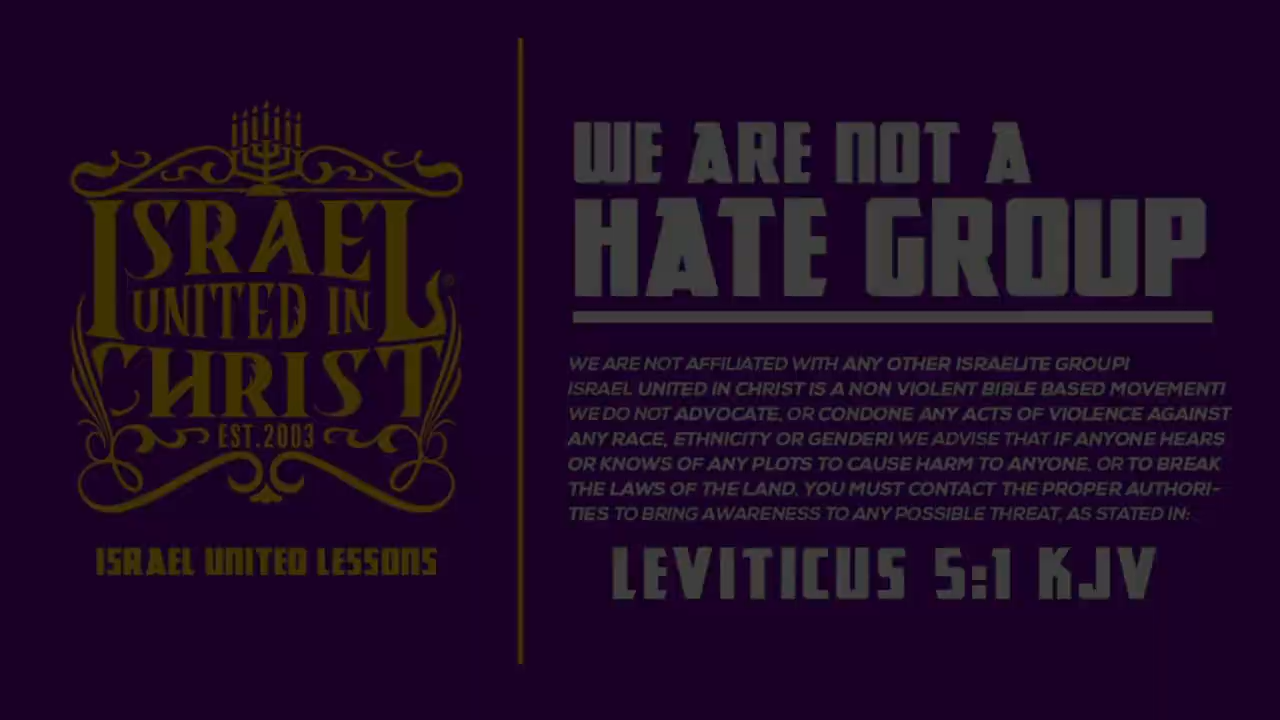 ISRAEL
UNITED IN
CHRIST
EST.2003
®
ISRAEL UNITED LESSONS
WE ARE NOT A
HATE GROUP
WE ARE NOT AFFILIATED WITH ANY OTHER ISRAELITE GROUP!
ISRAEL UNITED IN CHRIST IS A NON VIOLENT BIBLE BASED MOVEMENT!
WE DO NOT ADVOCATE, OR CONDONE ANY ACTS OF VIOLENCE AGAINST
ANY RACE, ETHNICITY OR GENDER! WE ADVISE THAT IF ANYONE HEARS
OR KNOWS OF ANY PLOTS TO CAUSE HARM TO ANYONE, OR TO BREAK
THE LAWS OF THE LAND, YOU MUST CONTACT THE PROPER AUTHORI-
TIES TO BRING AWARENESS TO ANY POSSIBLE THREAT, AS STATED IN:
LEVITICUS 5:1 KJV